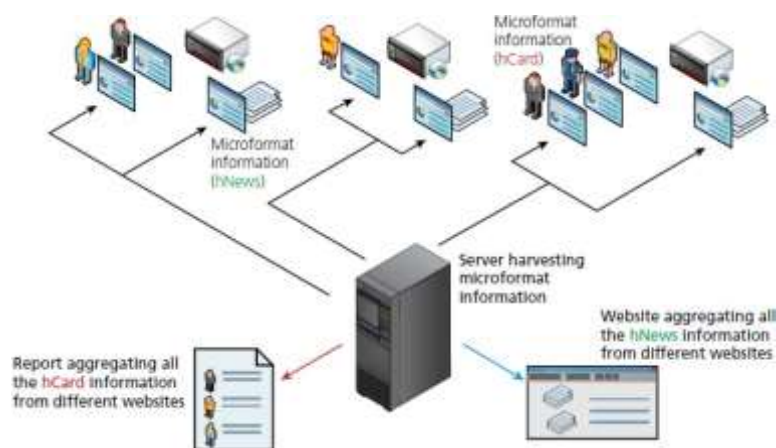 Microformat
information
(hCard)
Microformat
information
(hNews)
Server harvesting
microformat
information
Website aggregating all
the hNews information
from different websites
Report aggregating all
the hCard information
from different websites